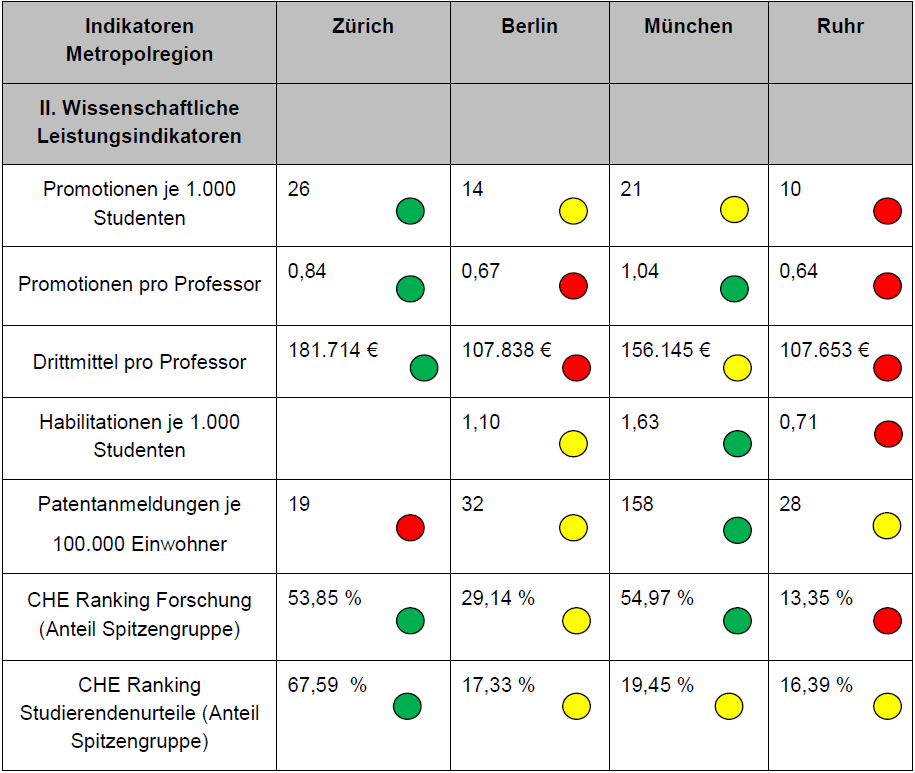 Indikatoren Zürich Berlin München Ruhr
Metropolregion
II. Wissenschaftliche
Leistungsindikatoren
Promotionen je 1.000 26 14 21 10
Studenten
Promotionen pro Professor 0,84 0,67 1,04 0,64
Drittmittel pro Professor 181.714 € 107.838 € 156.145 € 107.653 €
Habilitationen je 1.000 1,10 1,63 0,71
Studenten
Patentanmeldungen je 19 32 158 28
100.000 Einwohner
CHE Ranking Forschung 53,85 % 29,14 % 54,97 % 13,35 %
(Anteil Spitzengruppe)
CHE Ranking 67,59 % 17,33 % 19,45 % 16,39 %
Studierendenurteile (Anteil
Spitzengruppe)